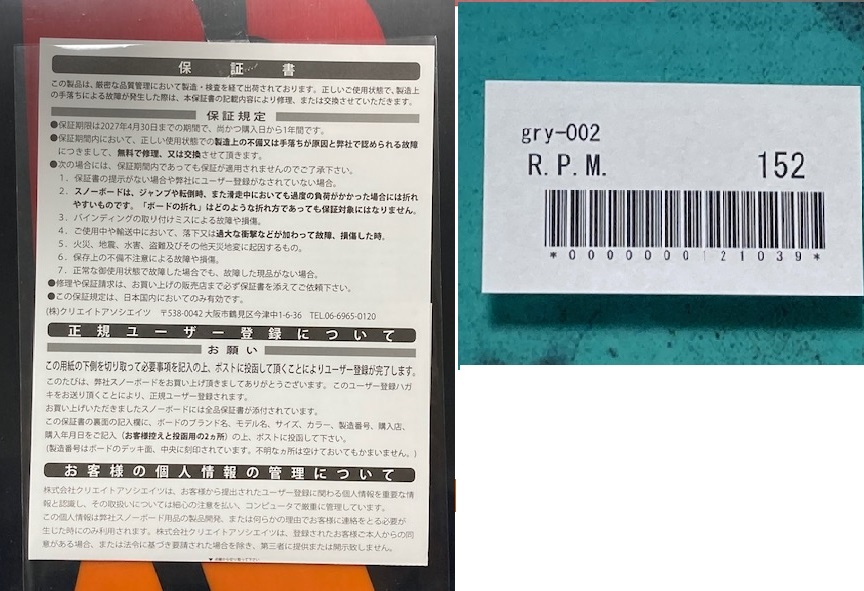 保証書
この製品は、厳密な品質管理において製造・検査を経て出荷されております。正しいご使用状態で、製造上
の手落ちによる故障が発生した際は、本保証書の記載内容により修理、または交換させていただきます。
保証規定
●保証期限は2027年4月30日までの期間で、尚かつ購入日から1年間です。
●保証期間内において、正しい使用状態での製造上の不備又は手落ちが原因と弊社で認められる故障
につきまして、無料で修理、又は交換させて頂きます。
●次の場合には、保証期間内であっても保証が適用されませんのでご了承下さい。
1．保証書の提示がない場合や弊社にユーザー登録がなされていない場合。
2．スノーボードは、ジャンプや転倒時、また滑走中においても過度の負荷がかかった場合には折れ
やすいものです。「ボードの折れ」はどのような折れ方であっても保証対象にはなりません。
3．バインディングの取り付けミスによる故障や損傷。
4．ご使用中や輸送中において、落下又は過大な衝撃などが加わって故障、損傷した時。
5．火災、地震、水害、盗難及びその他天災地変に起因するもの。
6．保存上の不備不注意による故障や損傷。
7．正常な御使用状態で故障した場合でも、故障した現品がない場合。
●修理や保証請求は、お買い上げの販売店まで必ず保証書を添えてご依頼下さい。
●この保証規定は、日本国内においてのみ有効です。
(株)クリエイトアソシエイツ 〒538-0042 大阪市鶴見区今津中1-6-36 TEL.06-6965-0120
正規ユーザー登録について
お願い
この用紙の下側を切り取って必要事項を記入の上、ポストに投函して頂くことによりユーザー登録が完了します。
このたびは、弊社スノーボードをお買い上げ頂きましてありがとうございます。このユーザー登録ハガ
キをお送り頂くことにより、正規ユーザー登録されます。
お買い上げいただきましたスノーボードには全品保証書が添付されています。
この保証書の裏面の記入欄に、ボードのブランド名、モデル名、サイズ、カラー、製造番号、購入店、
購入年月日をご記入（お客様控えと投函用の2ヵ所）の上、ポストに投函して下さい。
(製造番号はボードのデッキ面、中央に刻印されています。不明なヵ所は空けておいてもかまいません。)
お客様の個人情報の管理について
株式会社クリエイトアソシエイツは、お客様から提出されたユーザー登録に関わる個人情報を重要な情
報と認識し、その取扱いについては細心の注意を払い、コンピュータで厳重に管理しています。
この個人情報は弊社スノーボード用品の製品開発、または何らかの理由でお客様に連絡をとる必要が
生じた時にのみ利用されます。株式会社クリエイトアソシエイツは、登録されたお客様ご本人からの同
意がある場合、または法令に基づき要請された場合を除き、第三者に提供または開示致しません。
gry-002
R.P.M. 152
*0000000121039*